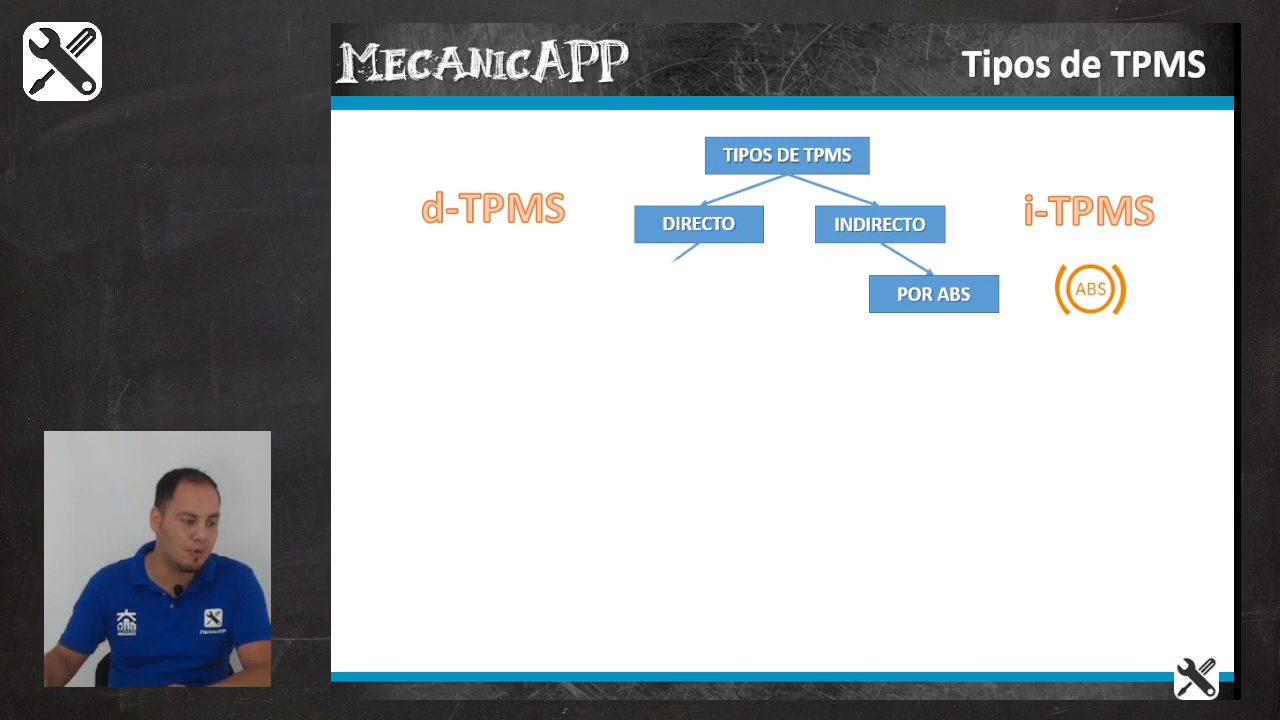 MECANICAPP
Tipos de TPMS
TIPOS DE TPMS
d-TPMS
DIRECTO
INDIRECTO
i-TPMS
POR ABS
ABS